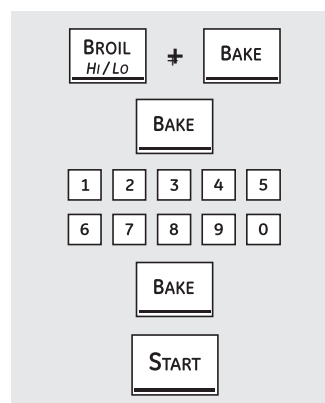 BROIL + BAKE
HI/LO
BAKE
1 2 3 4 5
6 7 8 9 0
BAKE
START